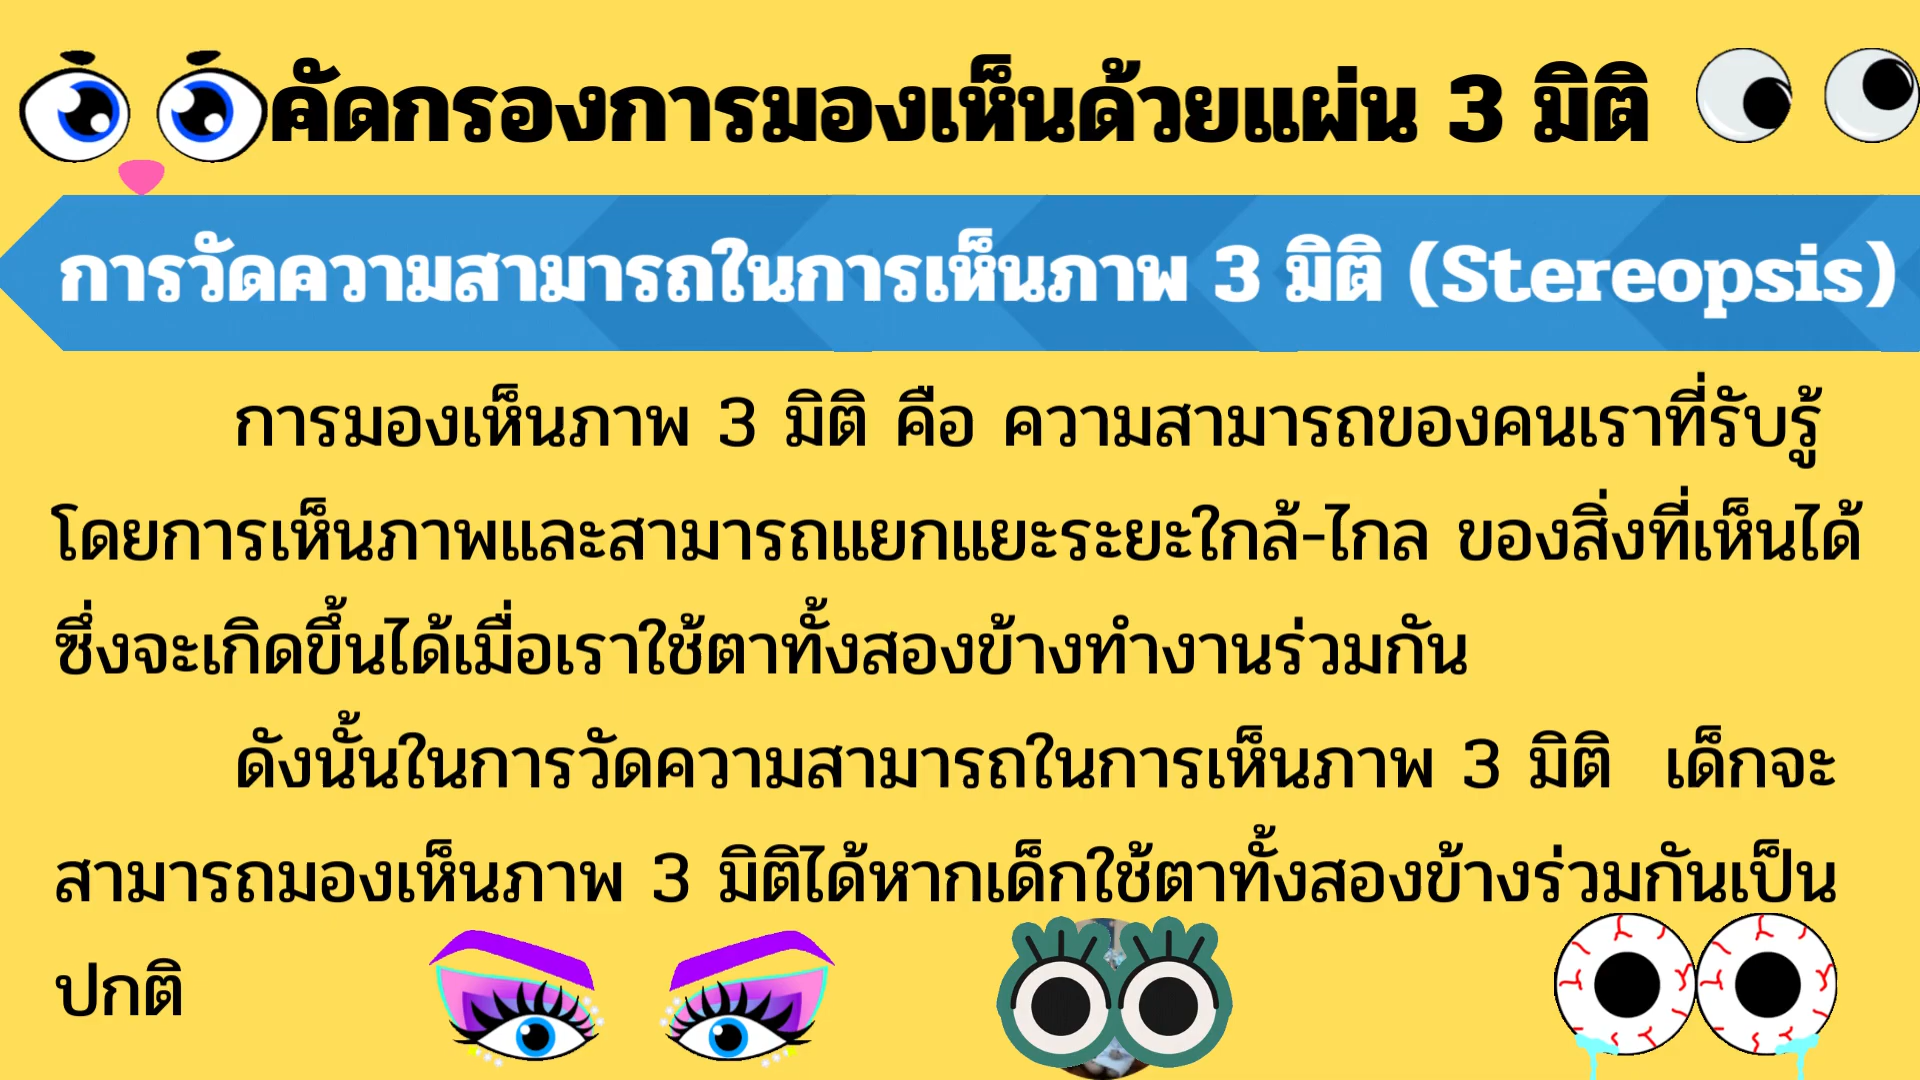 คัดกรองการมองเห็นด้วยแผ่น 3 มิติ
การวัดความสามารถในการเห็นภาพ 3 มิติ (Stereopsis)
การมองเห็นภาพ 3 มิติ คือ ความสามารถของคนเราที่รับรู้
โดยการเห็นภาพและสามารถแยกแยะระยะใกล้-ไกล ของสิ่งที่เห็นได้
ซึ่งจะเกิดขึ้นได้เมื่อเราใช้ตาทั้งสองข้างทำงานร่วมกัน
ดังนั้นในการวัดความสามารถในการเห็นภาพ 3 มิติ เด็กจะ
สามารถมองเห็นภาพ 3 มิติได้หากเด็กใช้ตาทั้งสองข้างร่วมกันเป็น
ปกติ